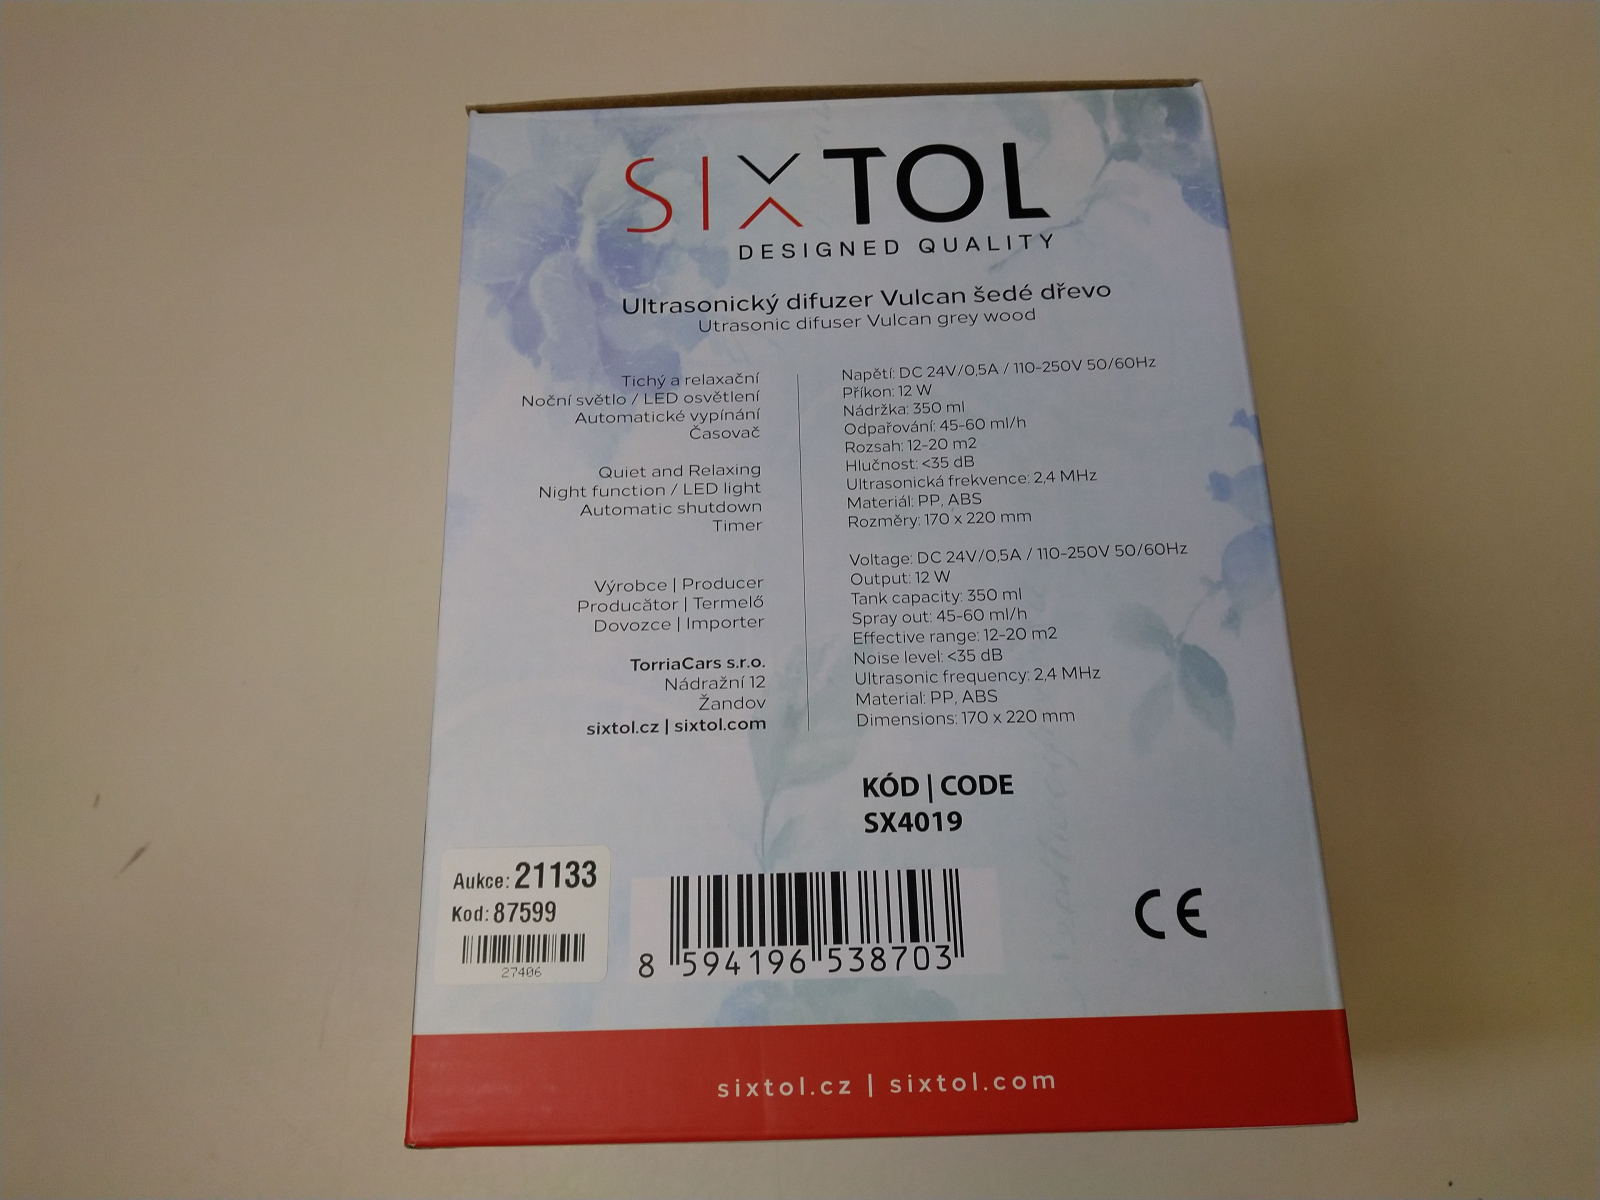 SIXTOL
DESIGNED QUALITY
Ultrasonický difuzer Vulcan šedé dřevo
Utrasonic difuser Vulcan grey wood
Tichý a relaxační
Noční světlo / LED osvětlení
Automatické vypínání
Časovač
Quiet and Relaxing
Night function / LED light
Automatic shutdown
Timer
Výrobce | Producer
Producător | Termelő
Dovozce | Importer
TorriaCars s.r.o.
Nádražní 12
Žandov
sixtol.cz | sixtol.com
Napětí: DC 24V/0,5A / 110-250V 50/60Hz
Příkon: 12 W
Nádržka: 350 ml
Odpařování: 45-60 ml/h
Rozsah: 12-20 m2
Hlučnost: <35 dB
Ultrasonická frekvence: 2,4 MHz
Materiál: PP, ABS
Rozměry: 170 x 220 mm
Voltage: DC 24V/0,5A / 110-250V 50/60Hz
Output: 12 W
Tank capacity: 350 ml
Spray out: 45-60 ml/h
Effective range: 12-20 m2
Noise level: <35 dB
Ultrasonic frequency: 2,4 MHz
Material: PP, ABS
Dimensions: 170 x 220 mm
KÓD | CODE
SX4019
Aukce: 21133
Kod: 87599
27406
8 594196 538703
CE
sixtol.cz | sixtol.com